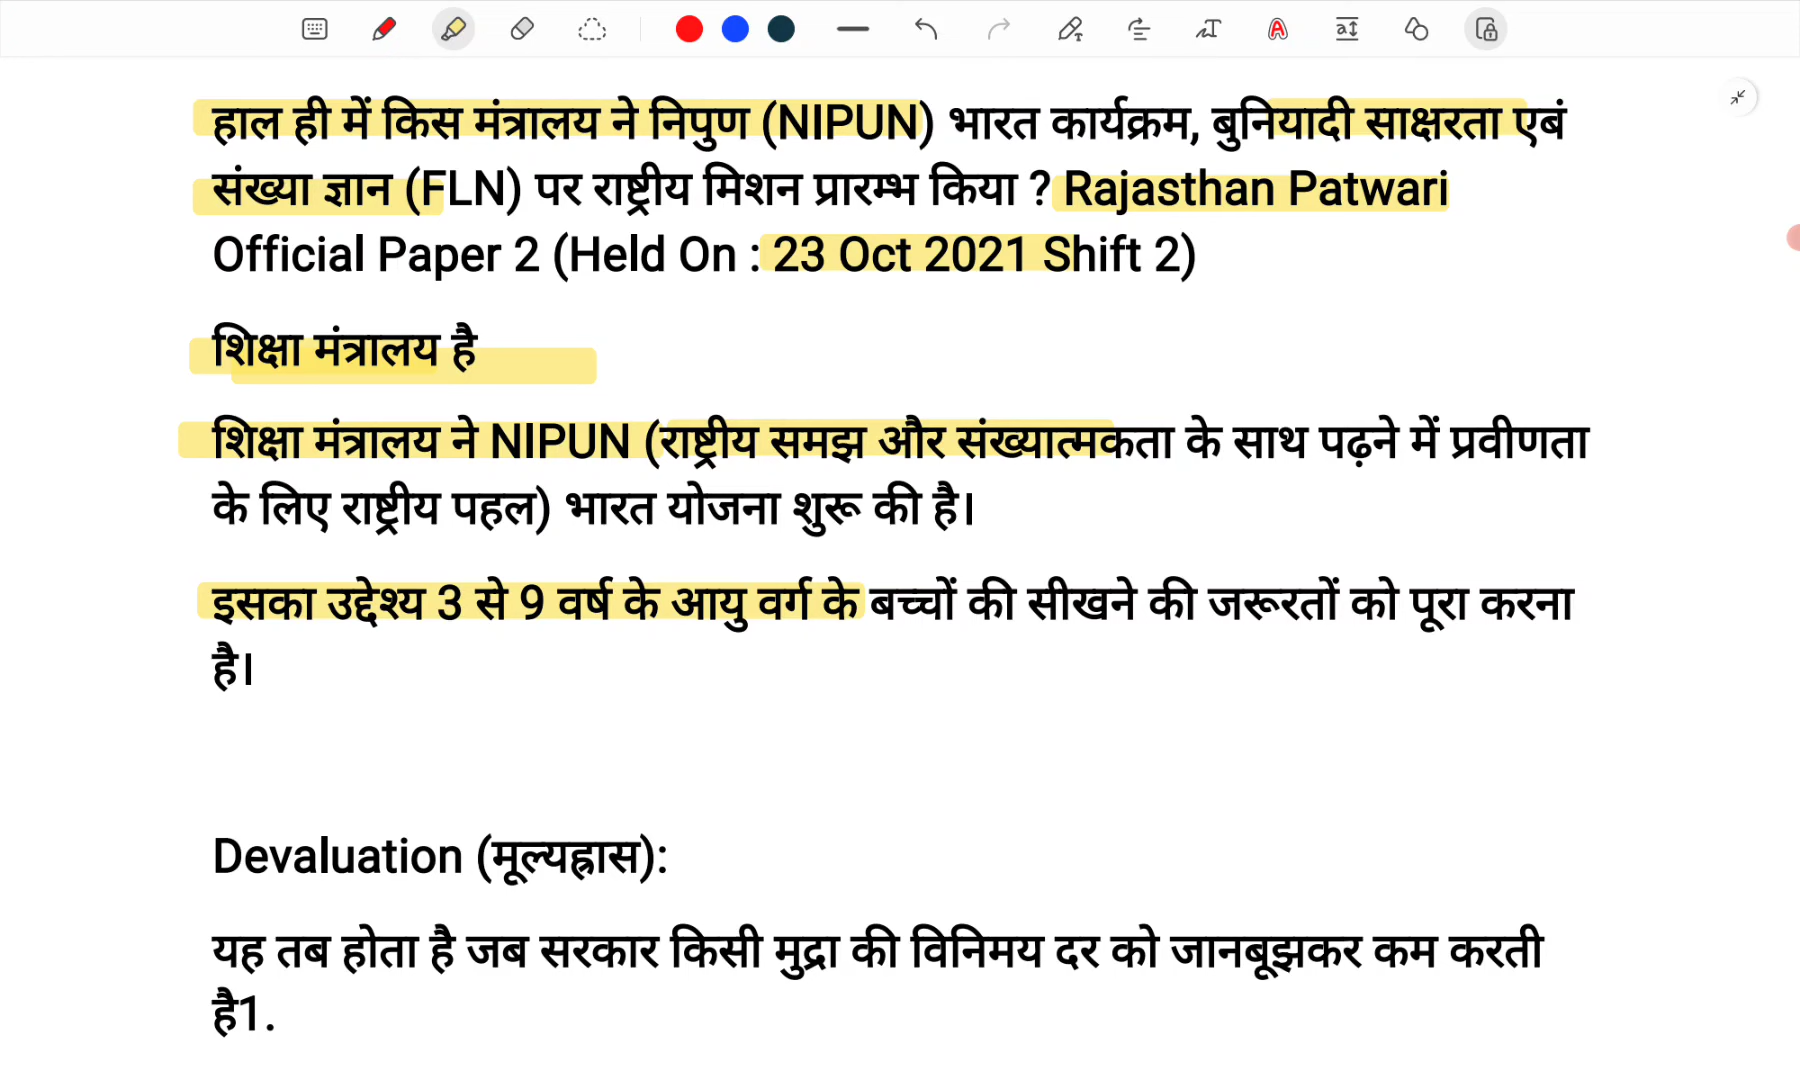 हाल ही में किस मंत्रालय ने निपुण (NIPUN) भारत कार्यक्रम, बुनियादी साक्षरता एबं
संख्या ज्ञान (FLN) पर राष्ट्रीय मिशन प्रारम्भ किया ? Rajasthan Patwari
Official Paper 2 (Held On : 23 Oct 2021 Shift 2)
शिक्षा मंत्रालय है
शिक्षा मंत्रालय ने NIPUN (राष्ट्रीय समझ और संख्यात्मकता के साथ पढ़ने में प्रवीणता
के लिए राष्ट्रीय पहल) भारत योजना शुरू की है।
इसका उद्देश्य 3 से 9 वर्ष के आयु वर्ग के बच्चों की सीखने की जरूरतों को पूरा करना
है।
Devaluation (मूल्यह्रास):
यह तब होता है जब सरकार किसी मुद्रा की विनिमय दर को जानबूझकर कम करती
है1.